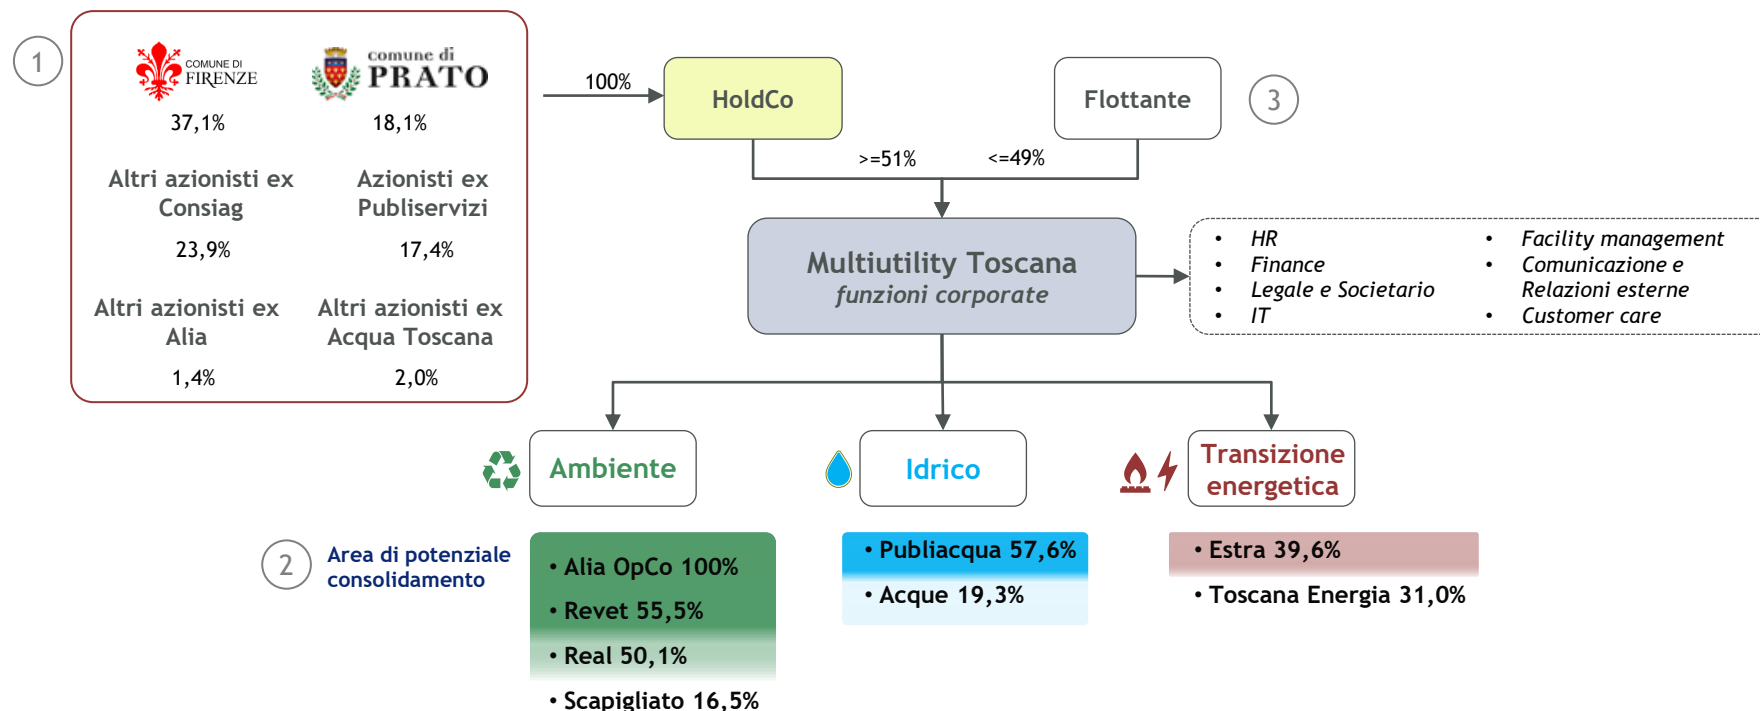 1
COMUNE DI
FIRENZE
comune di
PRATO
37,1%
18,1%
Altri azionisti ex
Consiag
Azionisti ex
Publiservizi
23,9%
17,4%
Altri azionisti ex
Alia
Altri azionisti ex
Acqua Toscana
1,4%
2,0%
100%
HoldCo
Flottante
3
>=51%
<=49%
Multiutility Toscana
funzioni corporate
• HR
• Finance
• Legale e Societario
• IT
• Facility management
• Comunicazione e
Relazioni esterne
• Customer care
Ambiente
Idrico
Transizione
energetica
2
Area di potenziale
consolidamento
• Alia OpCo 100%
• Revet 55,5%
• Real 50,1%
• Scapigliato 16,5%
• Publiacqua 57,6%
• Acque 19,3%
• Estra 39,6%
• Toscana Energia 31,0%